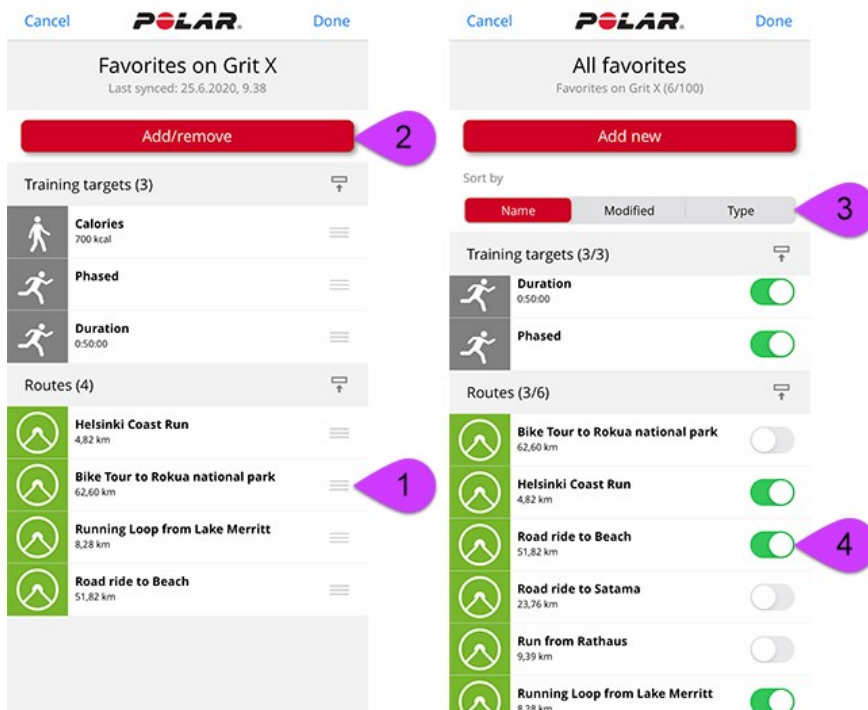 Cancel
POLAR.
Done
Favorites on Grit X
Last synced: 25.6.2020, 9.38
Add/remove
2
Training targets (3)
Calories
700 kcal
Phased
Duration
0:50:00
Routes (4)
Helsinki Coast Run
4,82 km
Bike Tour to Rokua national park
62,60 km
1
Running Loop from Lake Merritt
8,28 km
Road ride to Beach
51,82 km
Cancel
POLAR.
Done
All favorites
Favorites on Grit X (6/100)
Add new
Sort by
Name
Modified
Type
3
Training targets (3/3)
Duration
0:50:00
Phased
Routes (3/6)
Bike Tour to Rokua national park
62,60 km
Helsinki Coast Run
4,82 km
Road ride to Beach
51,82 km
4
Road ride to Satama
23,76 km
Run from Rathaus
9,39 km
Running Loop from Lake Merritt
8,28 km